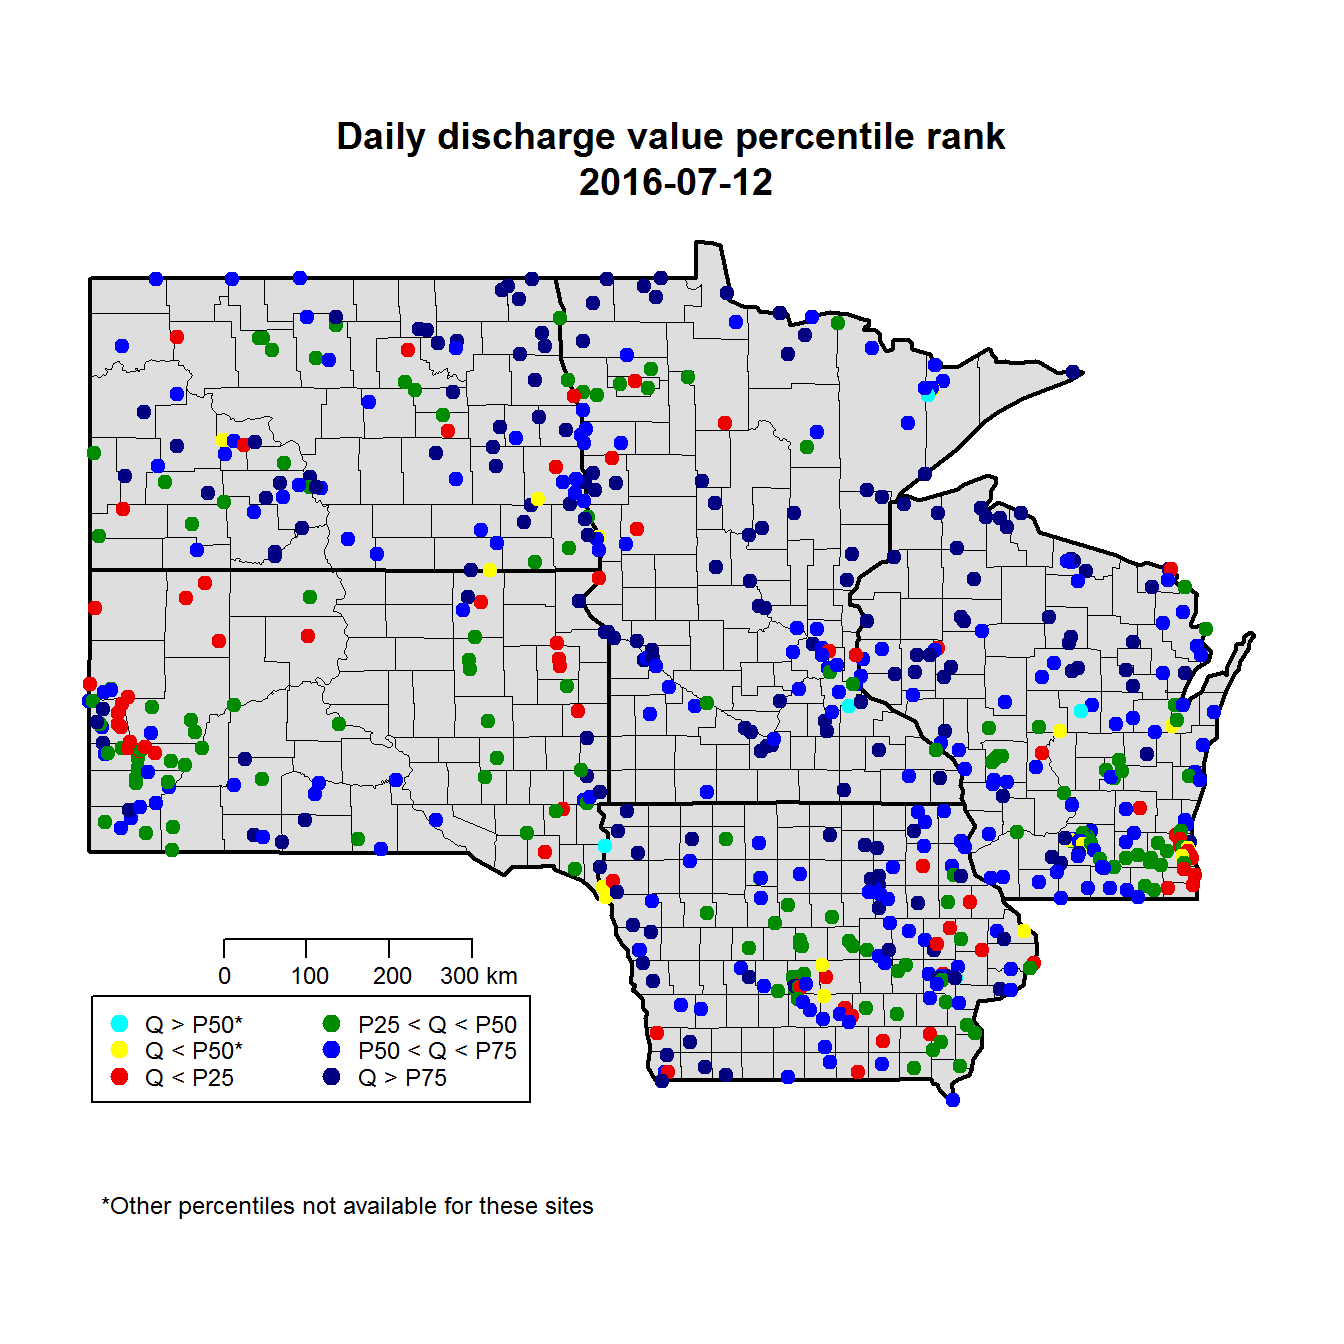 Daily discharge value percentile rank
2016-07-12
0 100 200 300 km
Q > P50* P25 < Q < P50
Q < P50* P50 < Q < P75
Q < P25 Q > P75
*Other percentiles not available for these sites